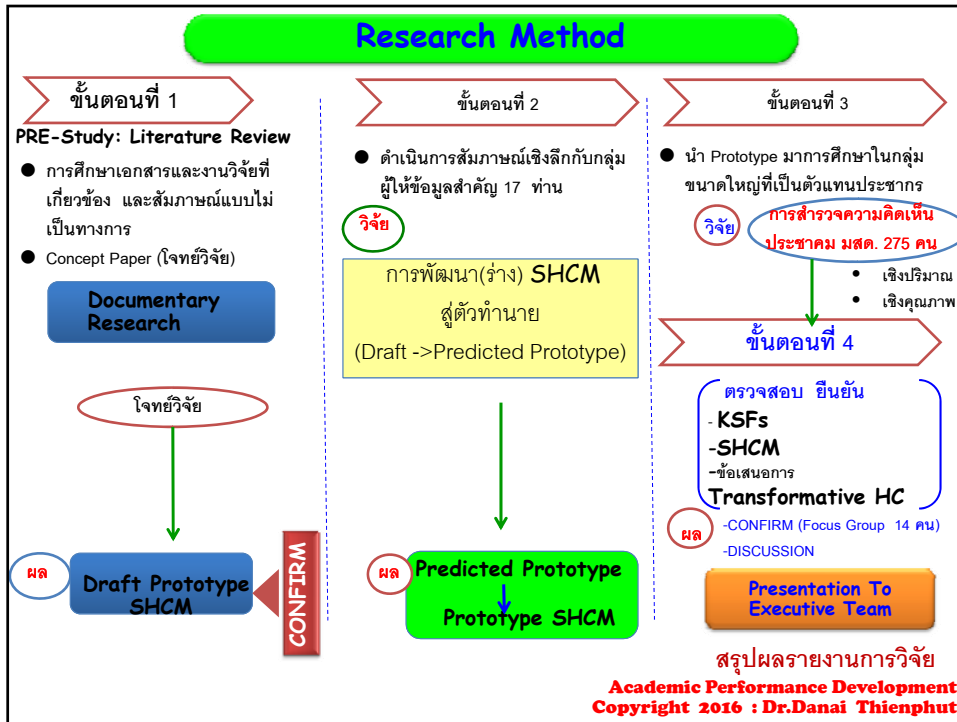 Research Method
ขั้นตอนที่ 1
PRE-Study: Literature Review
● การศึกษาเอกสารและงานวิจัยที่
เกี่ยวข้อง และสัมภาษณ์แบบไม่
เป็นทางการ
● Concept Paper (โจทย์วิจัย)
Documentary
Research
โจทย์วิจัย
ผล
Draft Prototype
SHCM
CONFIRM
ขั้นตอนที่ 2
● ดำเนินการสัมภาษณ์เชิงลึกกับกลุ่ม
ผู้ให้ข้อมูลสำคัญ 17 ท่าน
วิจัย
การพัฒนา(ร่าง) SHCM
สู่ตัวทำนาย
(Draft ->Predicted Prototype)
ผล
Predicted Prototype
Prototype SHCM
ขั้นตอนที่ 3
● นำ Prototype มาการศึกษาในกลุ่ม
ขนาดใหญ่ที่เป็นตัวแทนประชากร
วิจัย
การสำรวจความคิดเห็น
ประชาคม มสด. 275 คน
• เชิงปริมาณ
• เชิงคุณภาพ
ขั้นตอนที่ 4
ตรวจสอบ ยืนยัน
- KSFs
-SHCM
-ข้อเสนอการ
Transformative HC
ผล
-CONFIRM (Focus Group 14 คน)
-DISCUSSION
Presentation To
Executive Team
สรุปผลรายงานการวิจัย
Academic Performance Development
Copyright 2016 : Dr.Danai Thienphut